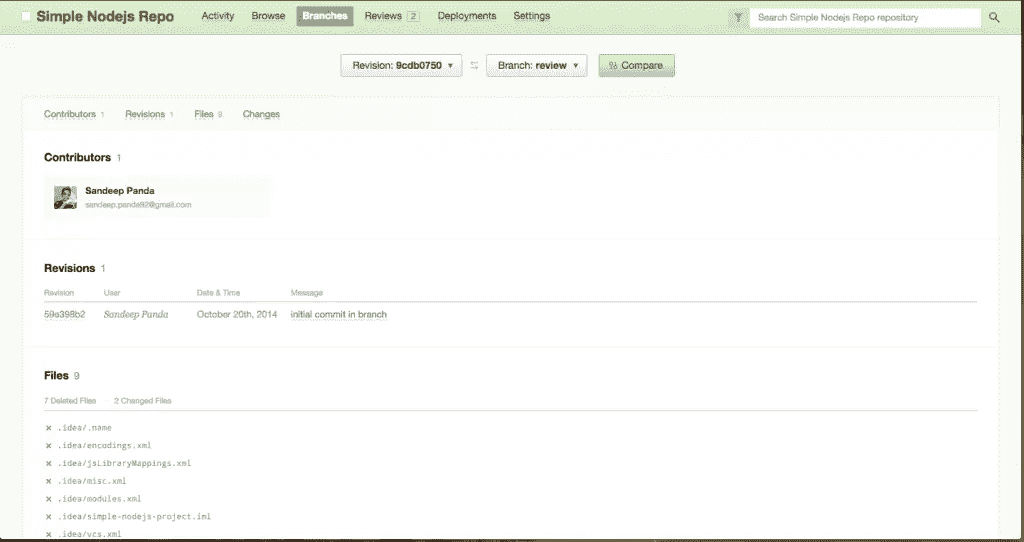 Simple Nodejs Repo Activity Browse Branches Reviews 2 Deployments Settings Search Simple Nodejs Repo repository
Revision: 9cdb0750 Branch: review Compare
Contributors 1 Revisions 1 Files 9 Changes
Contributors 1
Sandeep Panda
sandeep.panda92@gmail.com
Revisions 1
Revision User Date & Time Message
59a398b2 Sandeep Panda October 20th, 2014 initial commit in branch
Files 9
7 Deleted Files 2 Changed Files
× .idea/.name
× .idea/encodings.xml
× .idea/jsLibraryMappings.xml
× .idea/misc.xml
× .idea/modules.xml
× .idea/simple-nodejs-project.iml
× .idea/vcs.xml